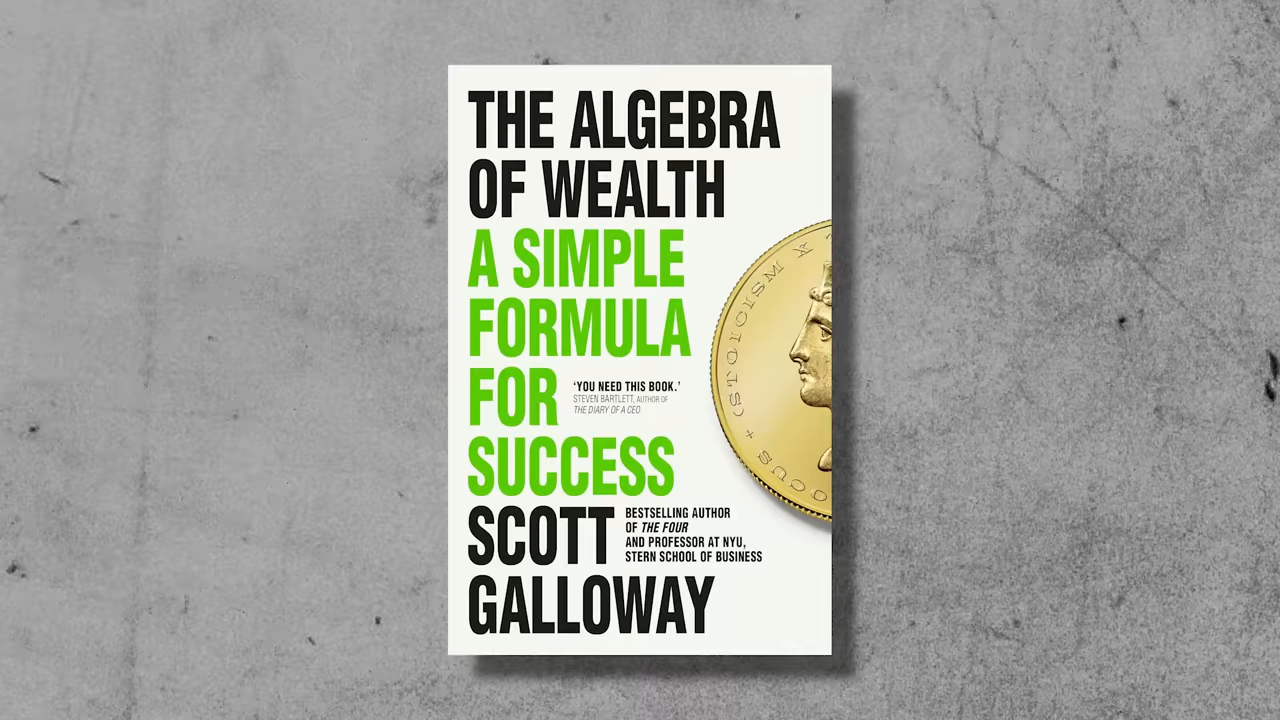 THE ALGEBRA
OF WEALTH
A SIMPLE
FORMULA
FOR
'YOU NEED THIS BOOK.'
STEVEN BARTLETT, AUTHOR OF
THE DIARY OF A CEO
SUCCESS
SCOTT
BESTSELLING AUTHOR
OF THE FOUR
AND PROFESSOR AT NYU,
STERN SCHOOL OF BUSINESS
GALLOWAY
OCUS + (STOICISM X